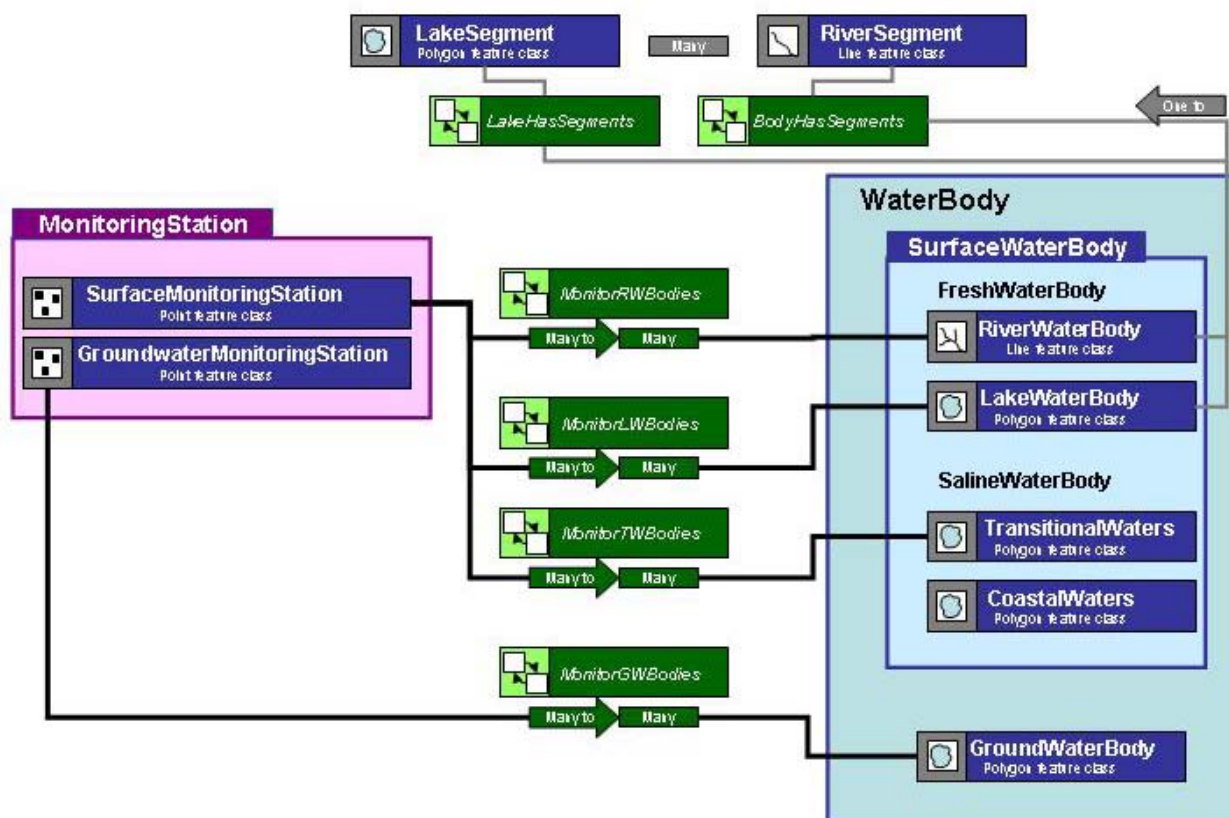 LakeSegment
Polygon feature class
Many
RiverSegment
Line feature class
LakeHasSegments
BodyHasSegments
One to
WaterBody
MonitoringStation
SurfaceWaterBody
SurfaceMonitoringStation
Point feature class
MonitorRWBodies
FreshWaterBody
Many to
Many
RiverWaterBody
Line feature class
GroundwaterMonitoringStation
Point feature class
LakeWaterBody
Polygon feature class
MonitorLWBodies
Many to
Many
SalineWaterBody
MonitorTWBodies
TransitionalWaters
Polygon feature class
Many to
Many
CoastalWaters
Polygon feature class
MonitorGWBodies
Many to
Many
GroundWaterBody
Polygon feature class